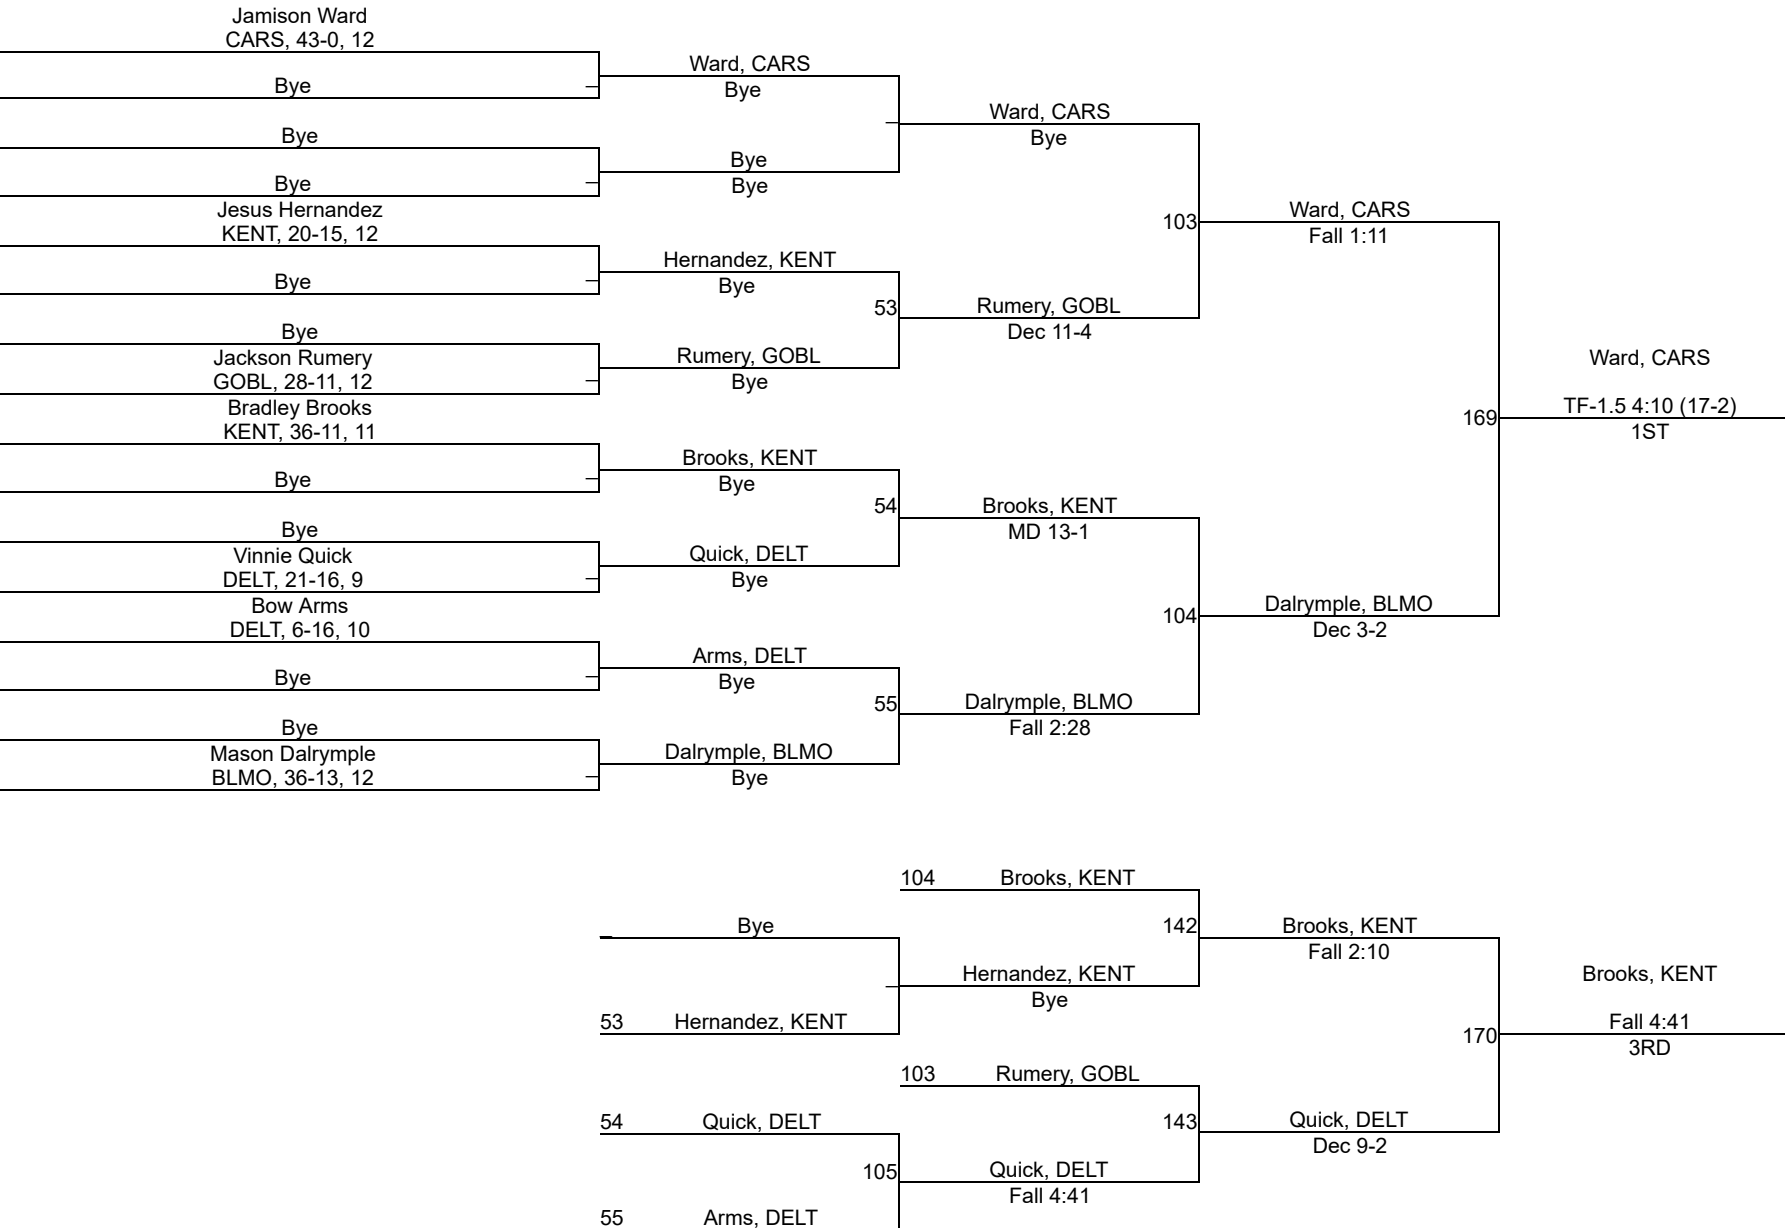 Jamison Ward
CARS, 43-0, 12
Bye
Bye
Bye
Jesus Hernandez
KENT, 20-15, 12
Bye
Bye
Jackson Rumery
GOBL, 28-11, 12
Bradley Brooks
KENT, 36-11, 11
Bye
Bye
Vinnie Quick
DELT, 21-16, 9
Bow Arms
DELT, 6-16, 10
Bye
Bye
Mason Dalrymple
BLMO, 36-13, 12
Ward, CARS
Bye
Bye
Bye
Hernandez, KENT
Bye
53
Rumery, GOBL
Bye
Brooks, KENT
Bye
54
Quick, DELT
Bye
Arms, DELT
Bye
55
Dalrymple, BLMO
Bye
Ward, CARS
Bye
103
Rumery, GOBL
Dec 11-4
Brooks, KENT
MD 13-1
104
Dalrymple, BLMO
Fall 2:28
Ward, CARS
Fall 1:11
169
Dalrymple, BLMO
Dec 3-2
Ward, CARS
TF-1.5 4:10 (17-2)
1ST
104 Brooks, KENT
Bye
142
Hernandez, KENT
Bye
53 Hernandez, KENT
103 Rumery, GOBL
54 Quick, DELT
143
105
Quick, DELT
Fall 4:41
55 Arms, DELT
Brooks, KENT
Fall 2:10
170
Quick, DELT
Dec 9-2
Brooks, KENT
Fall 4:41
3RD